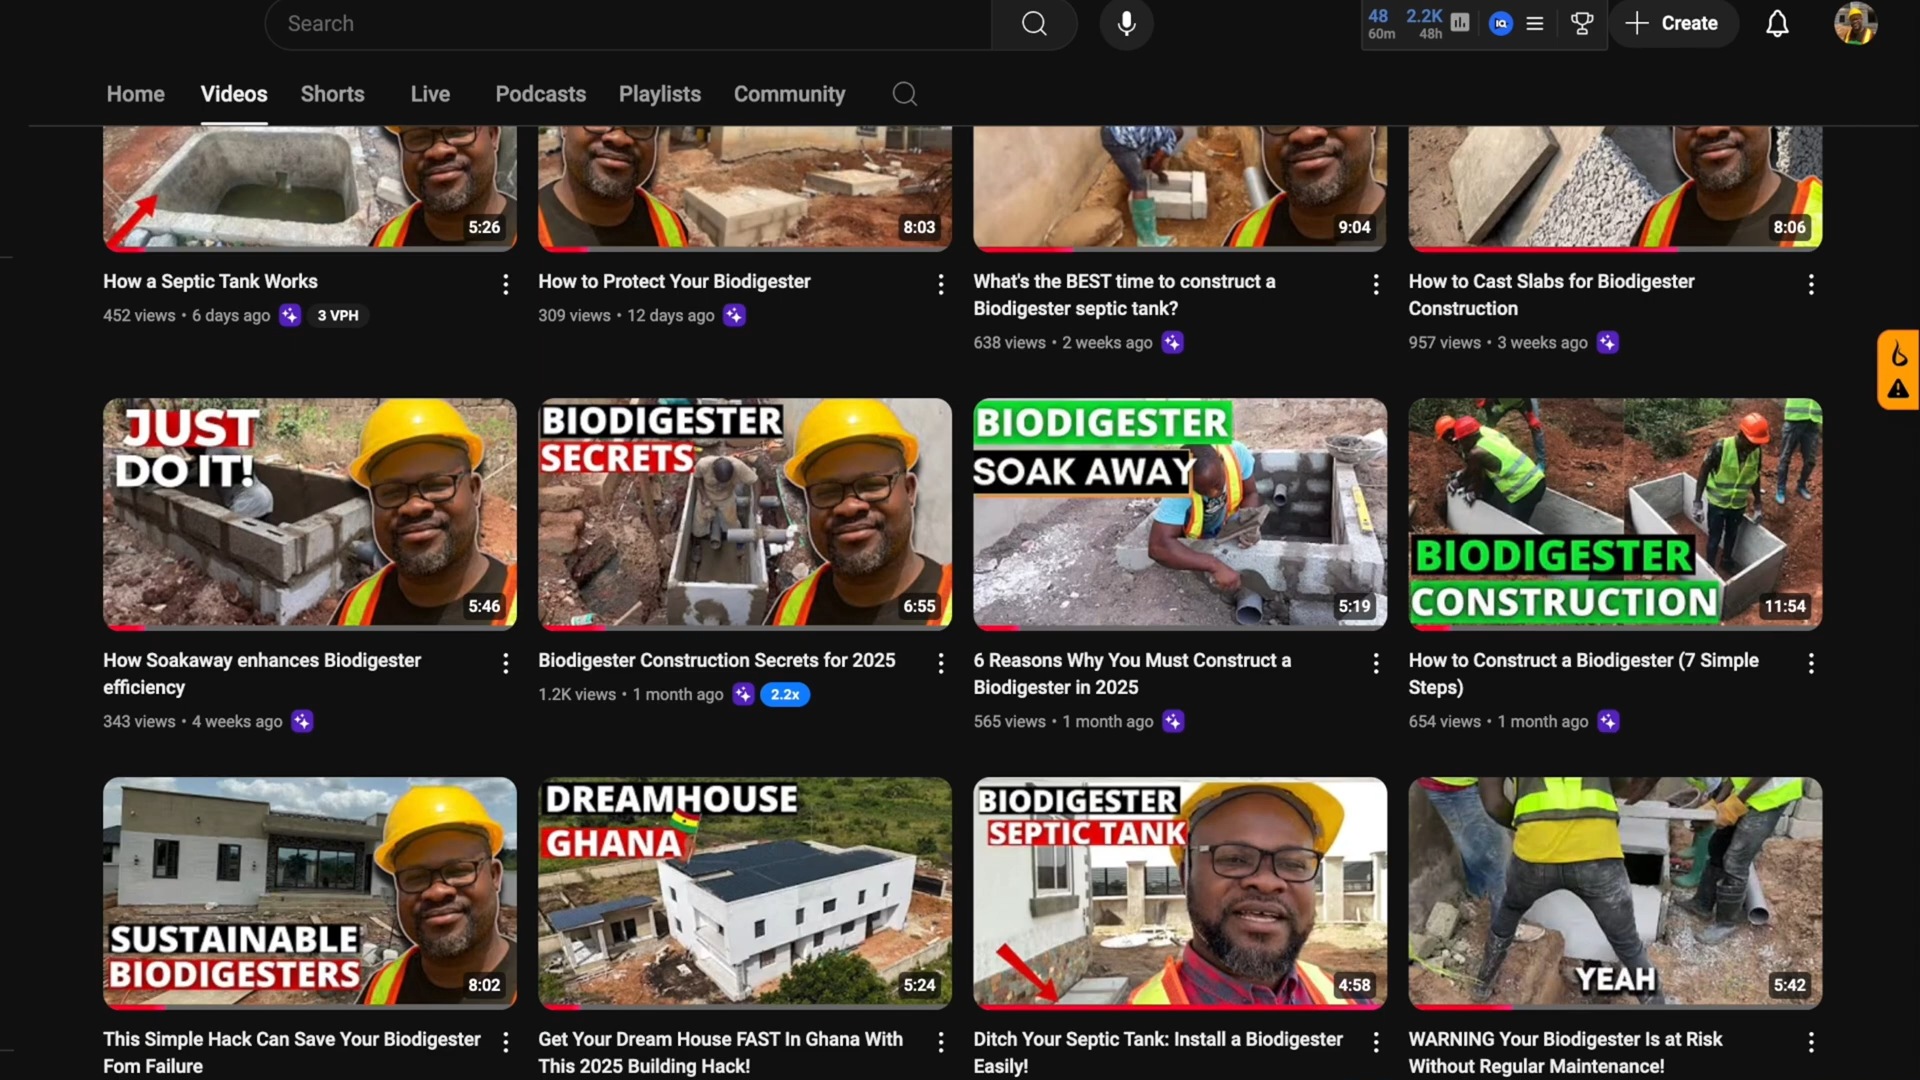 Search
48
60m
2.2K
48h
IQ
Create
Home
Videos
Shorts
Live
Podcasts
Playlists
Community
5:26
8:03
9:04
8:06
How a Septic Tank Works
452 views • 6 days ago
3 VPH
How to Protect Your Biodigester
309 views • 12 days ago
What's the BEST time to construct a
Biodigester septic tank?
638 views • 2 weeks ago
How to Cast Slabs for Biodigester
Construction
957 views • 3 weeks ago
JUST
DO IT!
5:46
BIODIGESTER
SECRETS
6:55
BIODIGESTER
SOAK AWAY
5:19
BIODIGESTER
CONSTRUCTION
11:54
How Soakaway enhances Biodigester
efficiency
343 views • 4 weeks ago
Biodigester Construction Secrets for 2025
1.2K views • 1 month ago
2.2x
6 Reasons Why You Must Construct a
Biodigester in 2025
565 views • 1 month ago
How to Construct a Biodigester (7 Simple
Steps)
654 views • 1 month ago
SUSTAINABLE
BIODIGESTERS
8:02
DREAMHOUSE
GHANA
5:24
BIODIGESTER
SEPTIC TANK
4:58
YEAH
5:42
This Simple Hack Can Save Your Biodigester
Fom Failure
Get Your Dream House FAST In Ghana With
This 2025 Building Hack!
Ditch Your Septic Tank: Install a Biodigester
Easily!
WARNING Your Biodigester Is at Risk
Without Regular Maintenance!